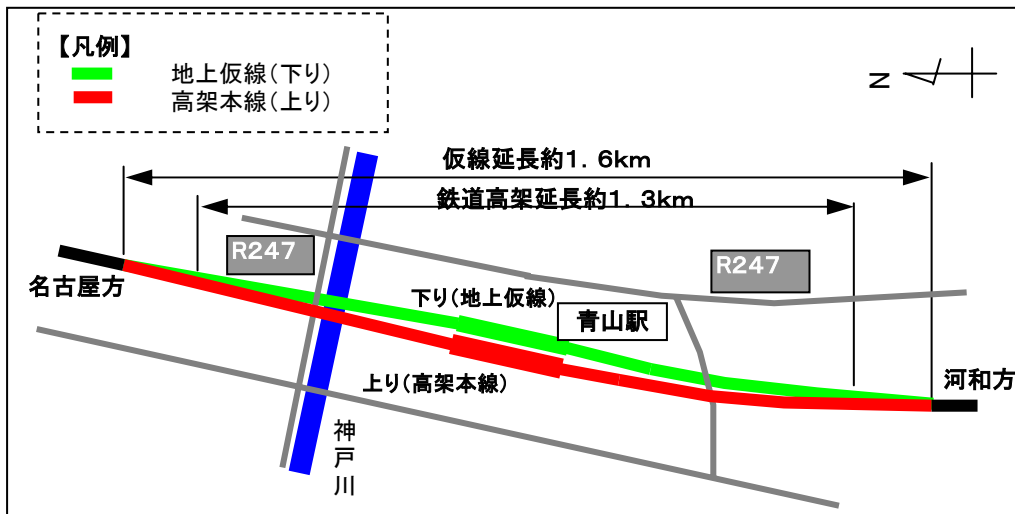 【凡例】
地上仮線(下り)
高架本線(上り)
N
仮線延長約1.6km
鉄道高架延長約1.3km
R247
R247
名古屋方
下り(地上仮線)
青山駅
上り(高架本線)
河和方
神戸川